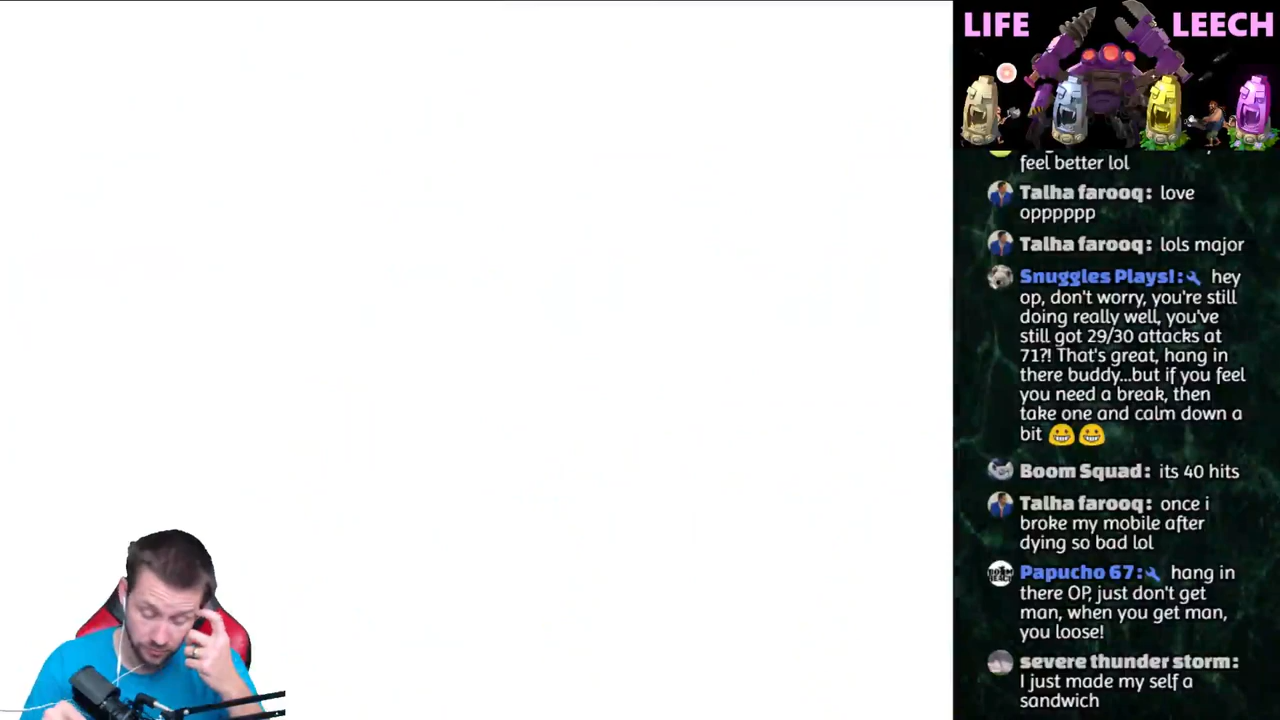 LIFE LEECH
feel better lol
Talha farooq: love
opppppp
Talha farooq: lols major
Snuggles Plays!: hey
op, don't worry, you're still
doing really well, you've
still got 29/30 attacks at
71?! That's great, hang in
there buddy...but if you feel
you need a break, then
take one and calm down a
bit
Boom Squad: its 40 hits
Talha farooq: once i
broke my mobile after
dying so bad lol
Papucho 67: hang in
there OP, just don't get
man, when you get man,
you loose!
severe thunder storm:
I just made my self a
sandwich